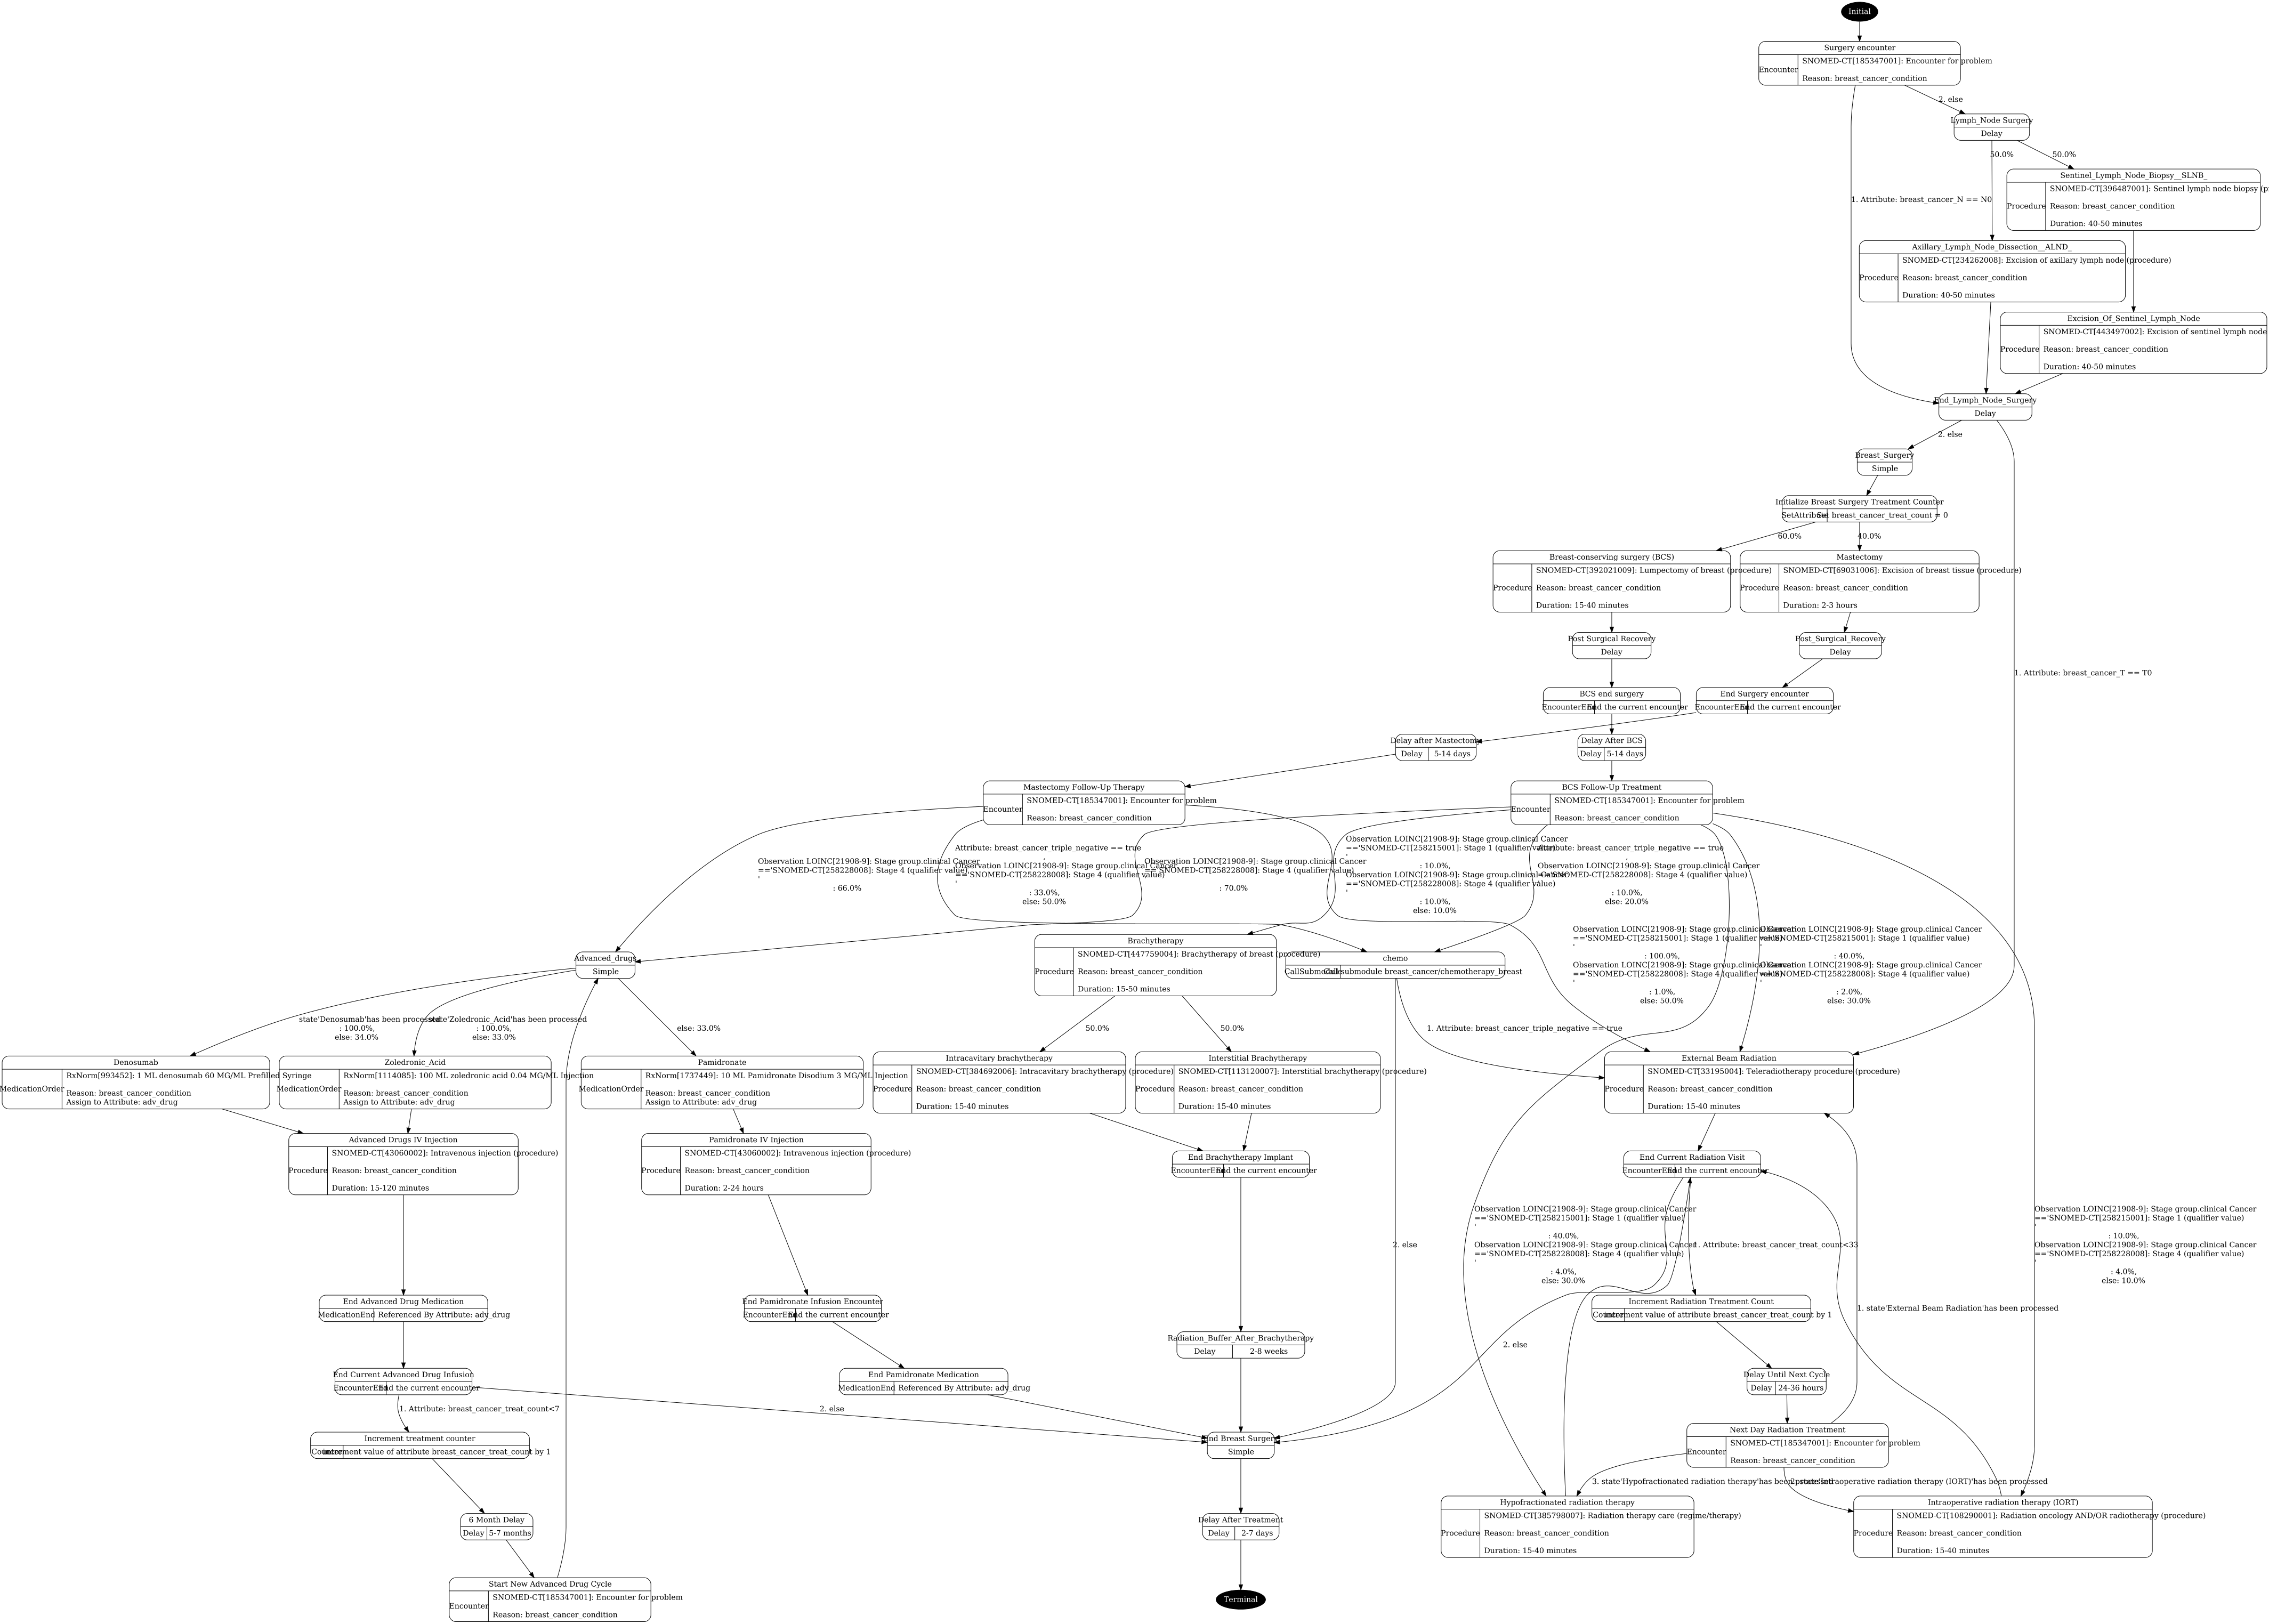 Initial
Surgery encounter
Encounter
SNOMED-CT[185347001]: Encounter for problem
Reason: breast_cancer_condition
2. else
Lymph_Node Surgery
Delay
50.0%
50.0%
1. Attribute: breast_cancer_N == N0
Sentinel_Lymph_Node_Biopsy__SLNB_
Procedure
SNOMED-CT[396487001]: Sentinel lymph node biopsy (p
Reason: breast_cancer_condition
Duration: 40-50 minutes
Axillary_Lymph_Node_Dissection__ALND_
Procedure
SNOMED-CT[234262008]: Excision of axillary lymph node (procedure)
Reason: breast_cancer_condition
Duration: 40-50 minutes
Excision_Of_Sentinel_Lymph_Node
Procedure
SNOMED-CT[443497002]: Excision of sentinel lymph node
Reason: breast_cancer_condition
Duration: 40-50 minutes
End_Lymph_Node_Surgery
Delay
2. else
Breast_Surgery
Simple
Initialize Breast Surgery Treatment Counter
SetAttribute
Set breast_cancer_treat_count = 0
60.0%
40.0%
Breast-conserving surgery (BCS)
Procedure
SNOMED-CT[392021009]: Lumpectomy of breast (procedure)
Reason: breast_cancer_condition
Duration: 15-40 minutes
Mastectomy
Procedure
SNOMED-CT[69031006]: Excision of breast tissue (procedure)
Reason: breast_cancer_condition
Duration: 2-3 hours
Post Surgical Recovery
Delay
Post_Surgical_Recovery
Delay
1. Attribute: breast_cancer_T == T0
BCS end surgery
EncounterEnd
End the current encounter
End Surgery encounter
EncounterEnd
End the current encounter
Delay after Mastectomy
Delay
5-14 days
Delay After BCS
Delay
5-14 days
Mastectomy Follow-Up Therapy
Encounter
SNOMED-CT[185347001]: Encounter for problem
Reason: breast_cancer_condition
BCS Follow-Up Treatment
Encounter
SNOMED-CT[185347001]: Encounter for problem
Reason: breast_cancer_condition
Observation LOINC[21908-9]: Stage group.clinical Cancer
=='SNOMED-CT[258228008]: Stage 4 (qualifier value)
'
: 66.0%
Attribute: breast_cancer_triple_negative == true
,
Observation LOINC[21908-9]: Stage group.clinical Cancer
=='SNOMED-CT[258228008]: Stage 4 (qualifier value)
'
: 33.0%,
else: 50.0%
Observation LOINC[21908-9]: Stage group.clinical Cancer
=='SNOMED-CT[258228008]: Stage 4 (qualifier value)
'
: 70.0%
Observation LOINC[21908-9]: Stage group.clinical Cancer
=='SNOMED-CT[258215001]: Stage 1 (qualifier value)
'
: 10.0%,
Observation LOINC[21908-9]: Stage group.clinical Cancer
=='SNOMED-CT[258228008]: Stage 4 (qualifier value)
'
: 10.0%,
else: 10.0%
Attribute: breast_cancer_triple_negative == true
,
Observation LOINC[21908-9]: Stage group.clinical Cancer
=='SNOMED-CT[258228008]: Stage 4 (qualifier value)
'
: 10.0%,
else: 20.0%
Observation LOINC[21908-9]: Stage group.clinical Cancer
=='SNOMED-CT[258215001]: Stage 1 (qualifier value)
'
: 100.0%,
Observation LOINC[21908-9]: Stage group.clinical Cancer
=='SNOMED-CT[258228008]: Stage 4 (qualifier value)
'
: 1.0%,
else: 50.0%
Observation LOINC[21908-9]: Stage group.clinical Cancer
=='SNOMED-CT[258215001]: Stage 1 (qualifier value)
'
: 40.0%,
Observation LOINC[21908-9]: Stage group.clinical Cancer
=='SNOMED-CT[258228008]: Stage 4 (qualifier value)
'
: 2.0%,
else: 30.0%
Advanced_drugs
Simple
Brachytherapy
Procedure
SNOMED-CT[447759004]: Brachytherapy of breast (procedure)
Reason: breast_cancer_condition
Duration: 15-50 minutes
chemo
CallSubmodule
Call submodule breast_cancer/chemotherapy_breast
state'Denosumab'has been processed
: 100.0%,
else: 34.0%
state'Zoledronic_Acid'has been processed
: 100.0%,
else: 33.0%
else: 33.0%
50.0%
50.0%
1. Attribute: breast_cancer_triple_negative == true
Denosumab
MedicationOrder
RxNorm[993452]: 1 ML denosumab 60 MG/ML Prefilled Syringe
Reason: breast_cancer_condition
Assign to Attribute: adv_drug
Zoledronic_Acid
MedicationOrder
RxNorm[1114085]: 100 ML zoledronic acid 0.04 MG/ML Injection
Reason: breast_cancer_condition
Assign to Attribute: adv_drug
Pamidronate
MedicationOrder
RxNorm[1737449]: 10 ML Pamidronate Disodium 3 MG/ML Injection
Reason: breast_cancer_condition
Assign to Attribute: adv_drug
Intracavitary brachytherapy
Procedure
SNOMED-CT[384692006]: Intracavitary brachytherapy (procedure)
Reason: breast_cancer_condition
Duration: 15-40 minutes
Interstitial Brachytherapy
Procedure
SNOMED-CT[113120007]: Interstitial brachytherapy (procedure)
Reason: breast_cancer_condition
Duration: 15-40 minutes
External Beam Radiation
Procedure
SNOMED-CT[33195004]: Teleradiotherapy procedure (procedure)
Reason: breast_cancer_condition
Duration: 15-40 minutes
Advanced Drugs IV Injection
Procedure
SNOMED-CT[43060002]: Intravenous injection (procedure)
Reason: breast_cancer_condition
Duration: 15-120 minutes
Pamidronate IV Injection
Procedure
SNOMED-CT[43060002]: Intravenous injection (procedure)
Reason: breast_cancer_condition
Duration: 2-24 hours
End Brachytherapy Implant
EncounterEnd
End the current encounter
End Current Radiation Visit
EncounterEnd
End the current encounter
2. else
Observation LOINC[21908-9]: Stage group.clinical Cancer
=='SNOMED-CT[258215001]: Stage 1 (qualifier value)
'
: 40.0%,
Observation LOINC[21908-9]: Stage group.clinical Cancer
=='SNOMED-CT[258228008]: Stage 4 (qualifier value)
'
: 4.0%,
else: 30.0%
1. Attribute: breast_cancer_treat_count<33
Observation LOINC[21908-9]: Stage group.clinical Cancer
=='SNOMED-CT[258215001]: Stage 1 (qualifier value)
'
: 10.0%,
Observation LOINC[21908-9]: Stage group.clinical Cancer
=='SNOMED-CT[258228008]: Stage 4 (qualifier value)
'
: 4.0%,
else: 10.0%
End Advanced Drug Medication
MedicationEnd
Referenced By Attribute: adv_drug
End Pamidronate Infusion Encounter
EncounterEnd
End the current encounter
Increment Radiation Treatment Count
Counter
increment value of attribute breast_cancer_treat_count by 1
1. state'External Beam Radiation'has been processed
Radiation_Buffer_After_Brachytherapy
Delay
2-8 weeks
2. else
End Current Advanced Drug Infusion
EncounterEnd
End the current encounter
End Pamidronate Medication
MedicationEnd
Referenced By Attribute: adv_drug
Delay Until Next Cycle
Delay
24-36 hours
1. Attribute: breast_cancer_treat_count<7
2. else
Increment treatment counter
Counter
increment value of attribute breast_cancer_treat_count by 1
End Breast Surgery
Simple
Next Day Radiation Treatment
Encounter
SNOMED-CT[185347001]: Encounter for problem
Reason: breast_cancer_condition
3. state'Hypofractionated radiation therapy'has been processed
2. state'Intraoperative radiation therapy (IORT)'has been processed
6 Month Delay
Delay
5-7 months
Delay After Treatment
Delay
2-7 days
Hypofractionated radiation therapy
Procedure
SNOMED-CT[385798007]: Radiation therapy care (regime/therapy)
Reason: breast_cancer_condition
Duration: 15-40 minutes
Intraoperative radiation therapy (IORT)
Procedure
SNOMED-CT[108290001]: Radiation oncology AND/OR radiotherapy (procedure)
Reason: breast_cancer_condition
Duration: 15-40 minutes
Start New Advanced Drug Cycle
Encounter
SNOMED-CT[185347001]: Encounter for problem
Reason: breast_cancer_condition
Terminal